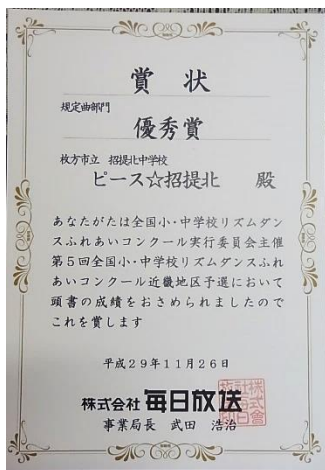 賞状
規定曲部門
優秀賞
枚方市立 招提北中学校
ピース☆招提北 殿
あなたがたは全国小・中学校リズムダン
スふれあいコンクール実行委員会主催
第5回全国小・中学校リズムダンスふれ
あいコンクール近畿地区予選において
頭書の成績をおさめられましたので
これを賞します
平成29年11月26日
株式会社 毎日放送
事業局長 武田 浩治